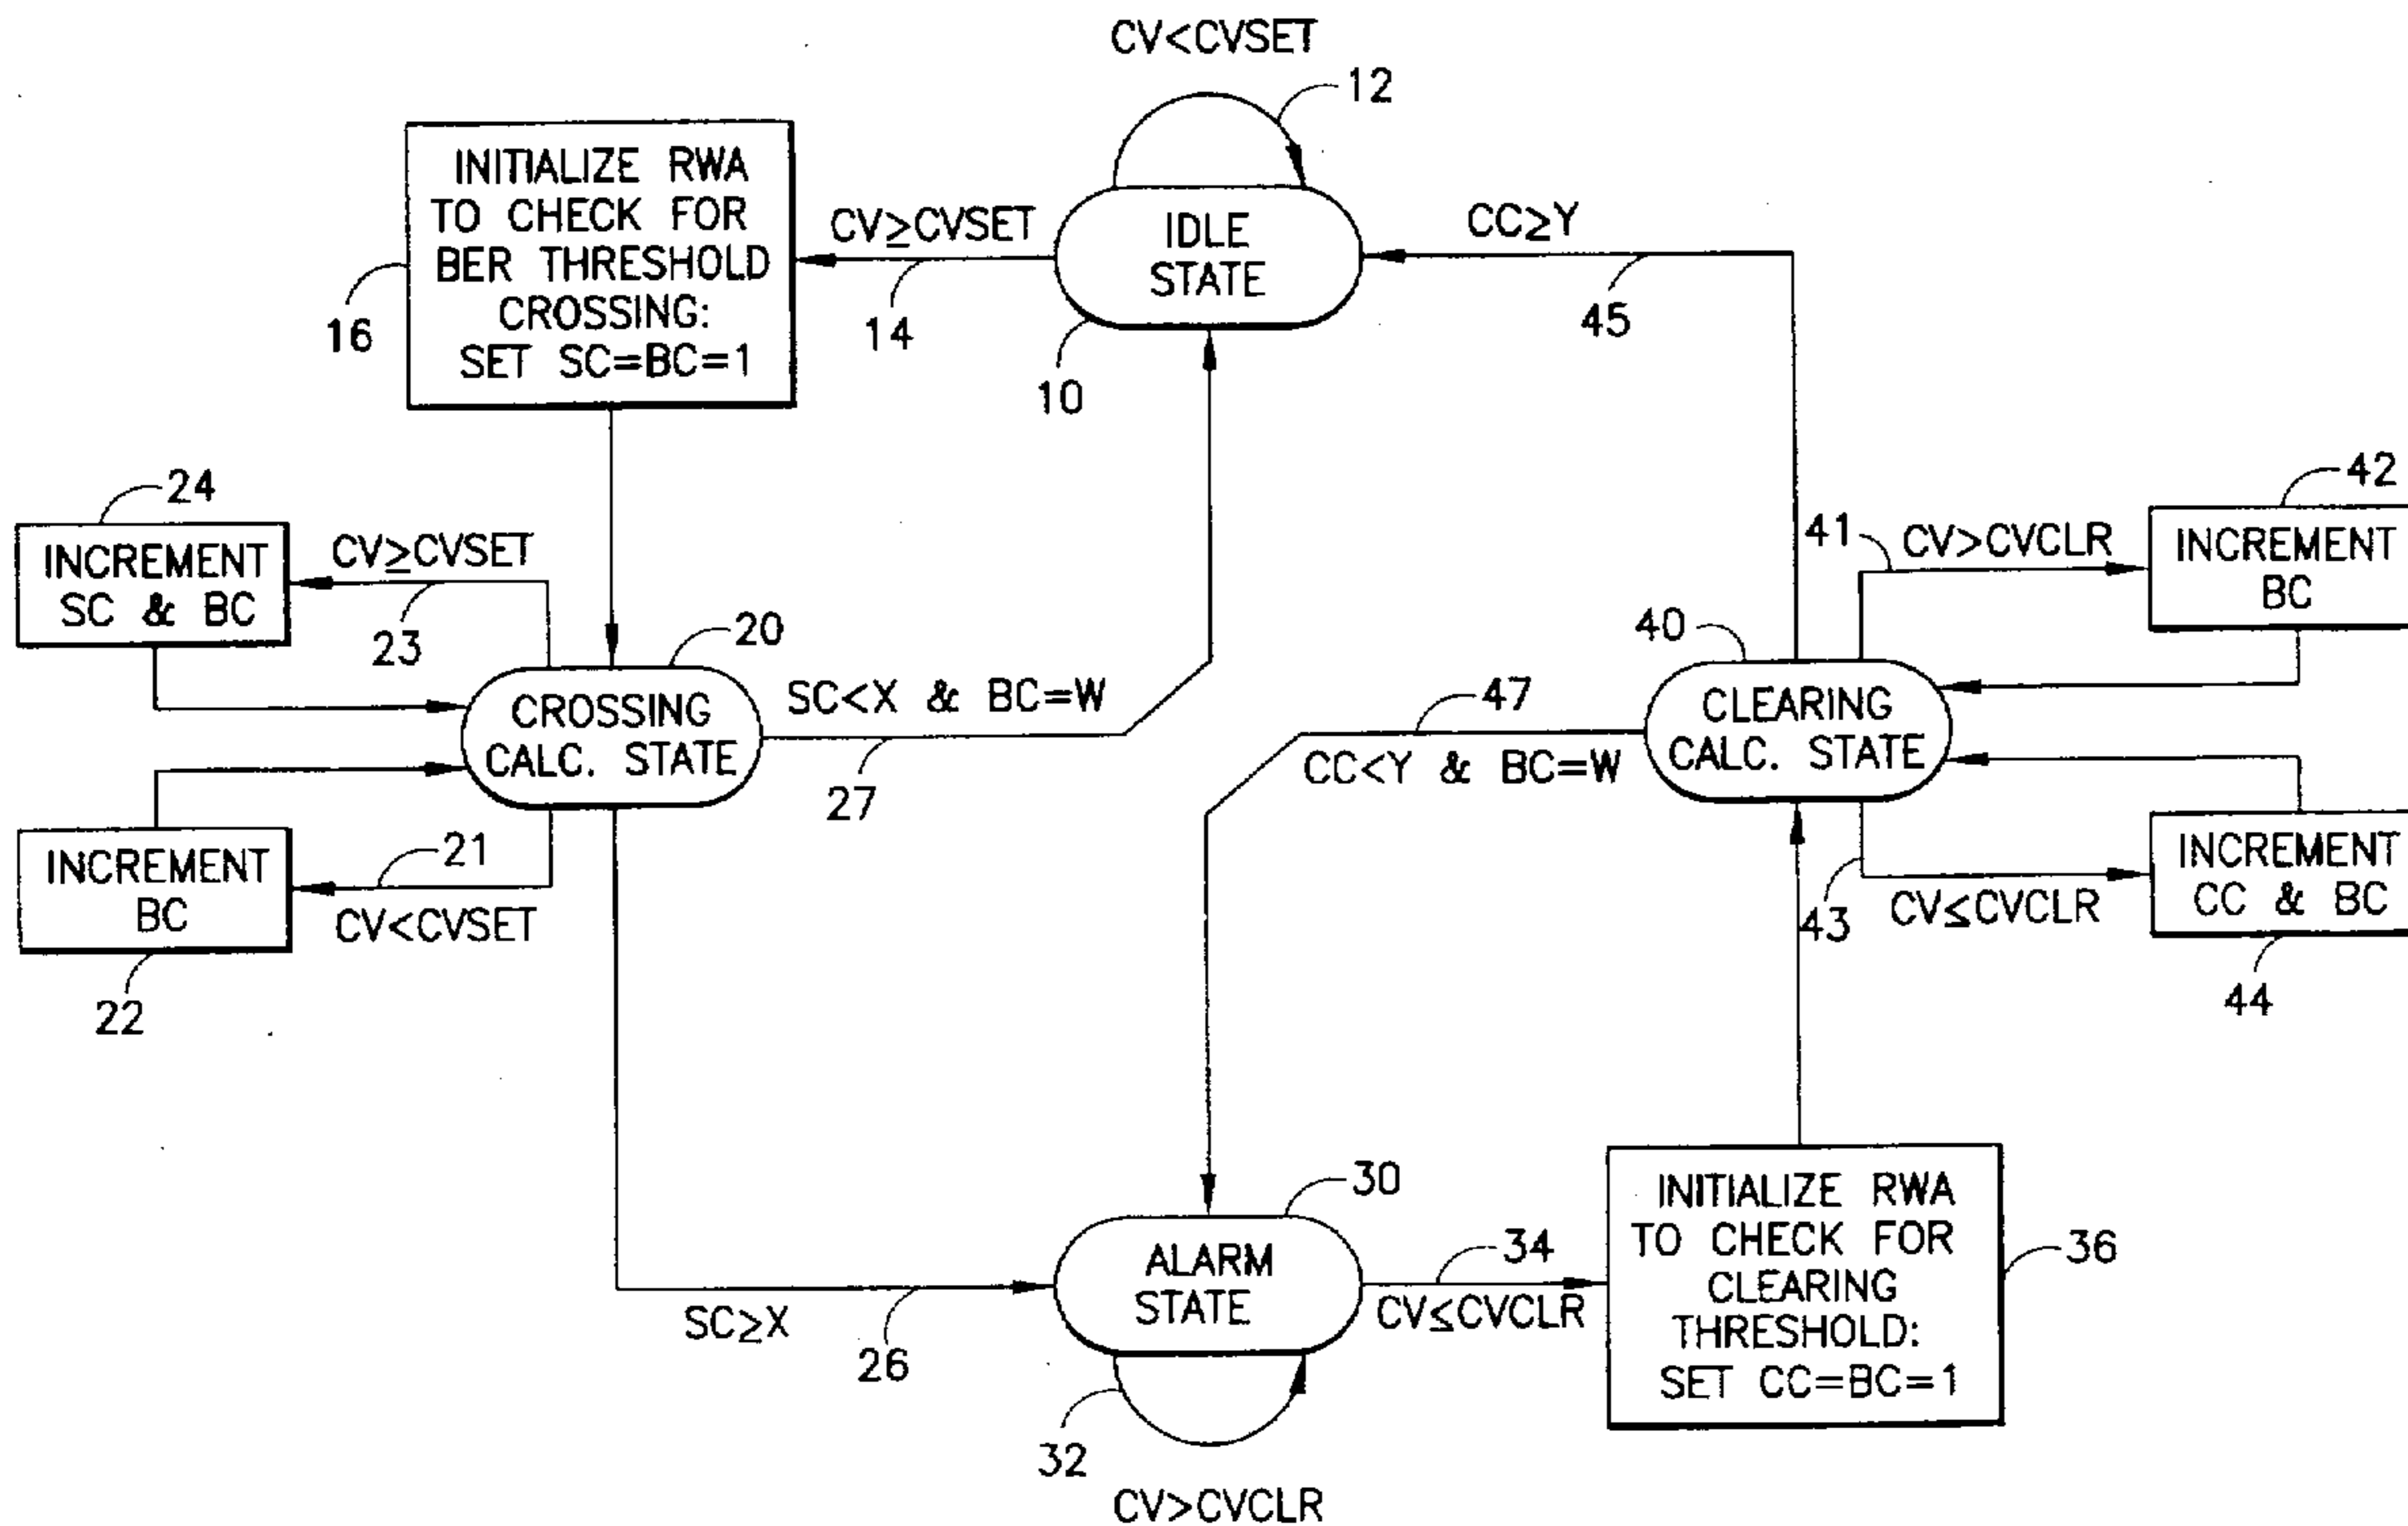 CV<CVSET
12
INITIALIZE RWA
TO CHECK FOR
BER THRESHOLD
CROSSING:
SET SC=BC=1
16
CV≥CVSET
14
IDLE
STATE
10
CC≥Y
45
24
INCREMENT
SC & BC
CV≥CVSET
23
20
CROSSING
CALC. STATE
SC<X & BC=W
27
INCREMENT
BC
22
21
CV<CVSET
40
CLEARING
CALC. STATE
41
CV>CVCLR
42
INCREMENT
BC
47
CC<Y & BC=W
43
CV≤CVCLR
INCREMENT
CC & BC
44
SC≥X
26
30
ALARM
STATE
32
CV>CVCLR
34
CV≤CVCLR
INITIALIZE RWA
TO CHECK FOR
CLEARING
THRESHOLD:
SET CC=BC=1
36